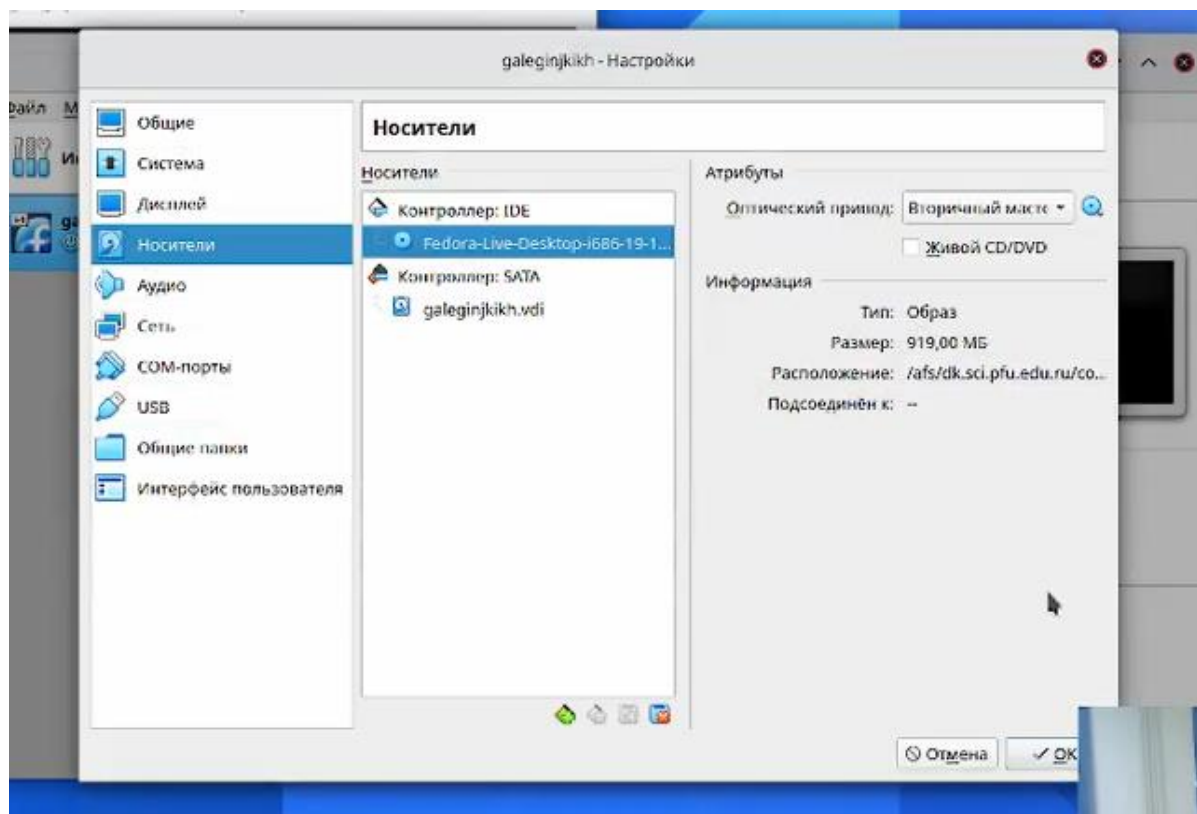 galeginjkikh - Настройки
Файл М
Общие
Система
Дисплей
Носители
Аудио
Сеть
COM-порты
USB
Общие папки
Интерфейс пользователя
Носители
Носители
Контроллер: IDE
Fedora-Live-Desktop-i686-19-1...
Контроллер: SATA
galeginjkikh.vdi
Атрибуты
Оптический привод: Вторичный масте
Живой CD/DVD
Информация
Тип: Образ
Размер: 919,00 МБ
Расположение: /afs/dk.sci.pfu.edu.ru/co...
Подсоединён к: --
Отмена
OK